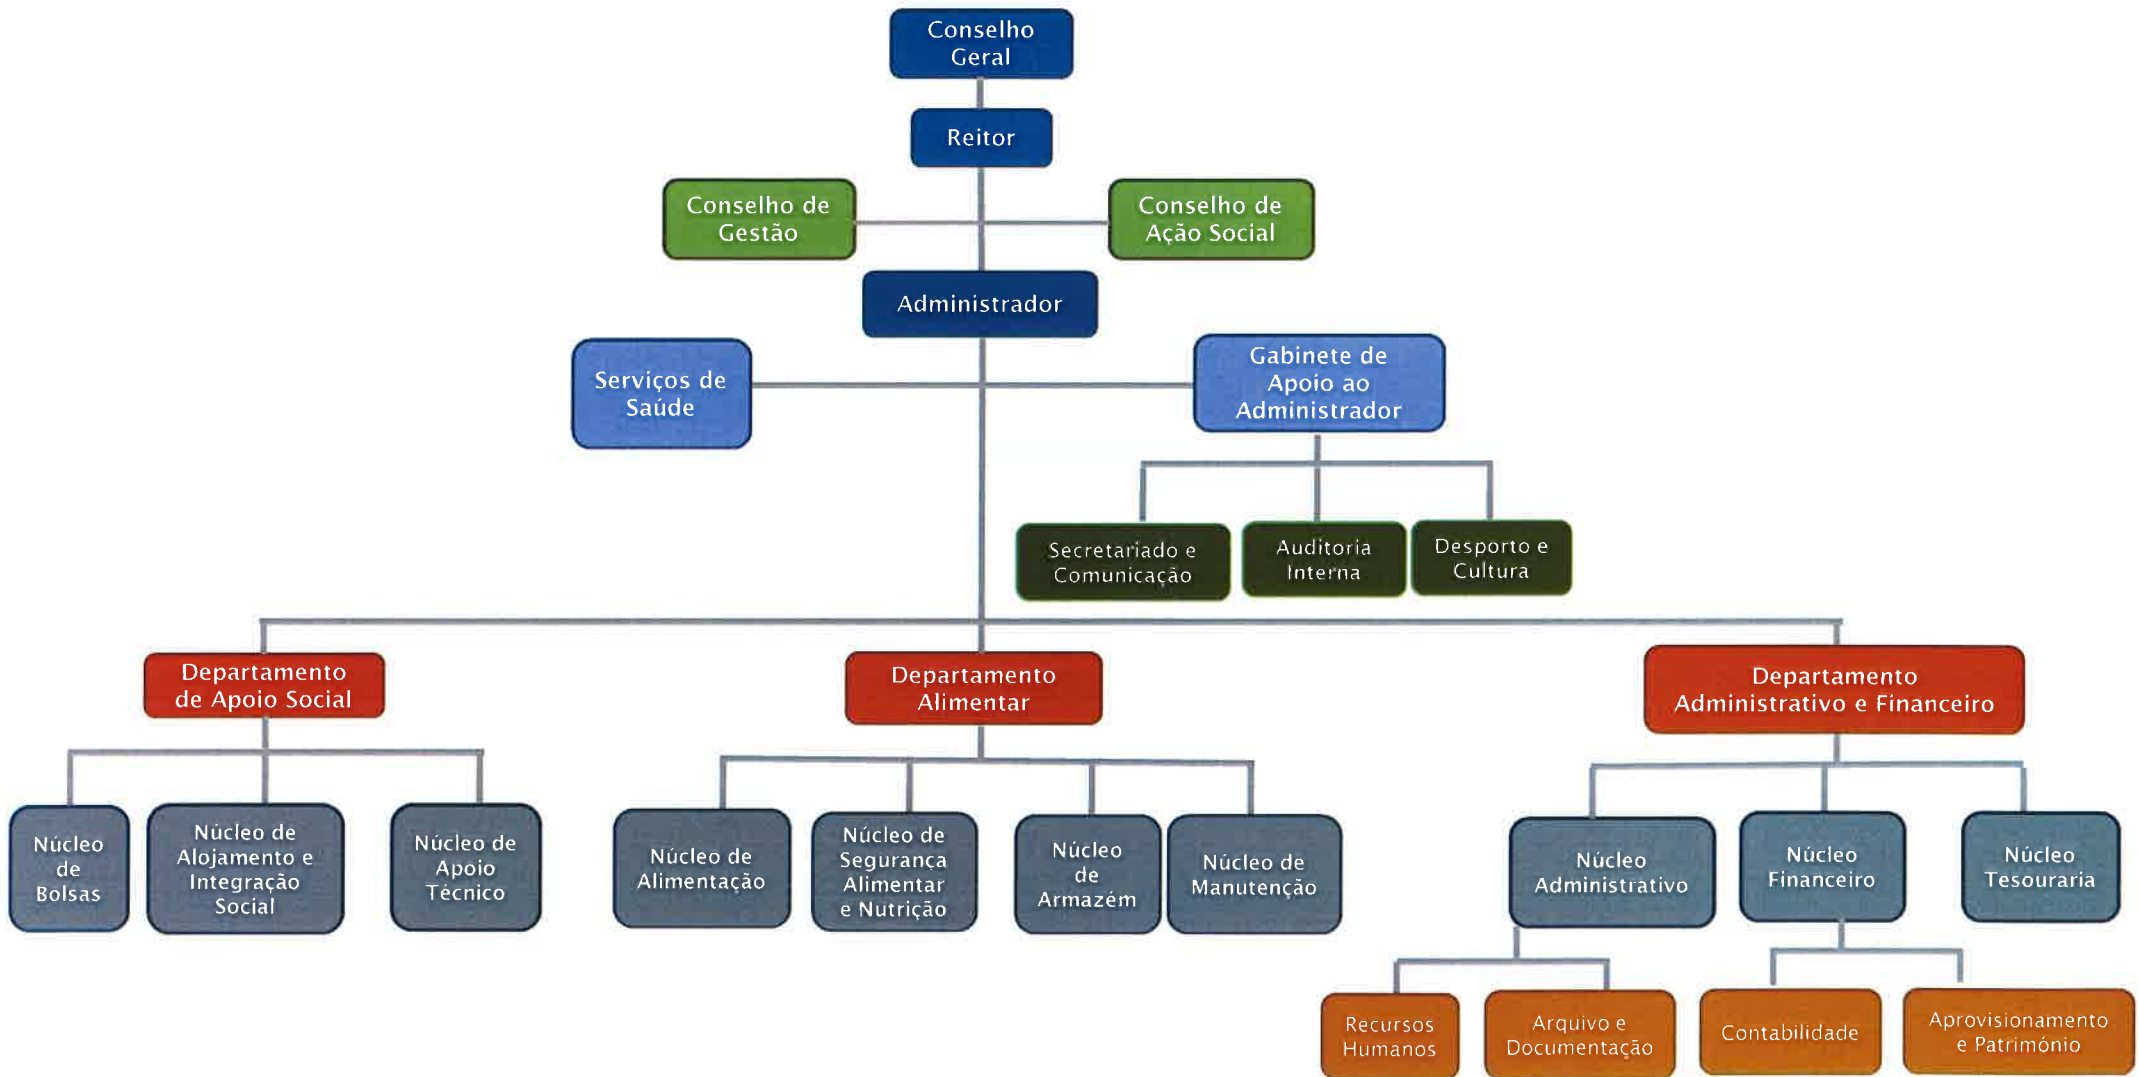 Conselho
Geral
Reitor
Conselho de
Gestão
Conselho de
Ação Social
Administrador
Serviços de
Saúde
Gabinete de
Apoio ao
Administrador
Secretariado e
Comunicação
Auditoria
Interna
Desporto e
Cultura
Departamento
de Apoio Social
Departamento
Alimentar
Departamento
Administrativo e Financeiro
Núcleo
de
Bolsas
Núcleo de
Alojamento e
Integração
Social
Núcleo de
Apoio
Técnico
Núcleo de
Alimentação
Núcleo de
Segurança
Alimentar
e Nutrição
Núcleo
de
Armazém
Núcleo de
Manutenção
Núcleo
Administrativo
Núcleo
Financeiro
Núcleo
Tesouraria
Recursos
Humanos
Arquivo e
Documentação
Contabilidade
Aprovisionamento
e Património